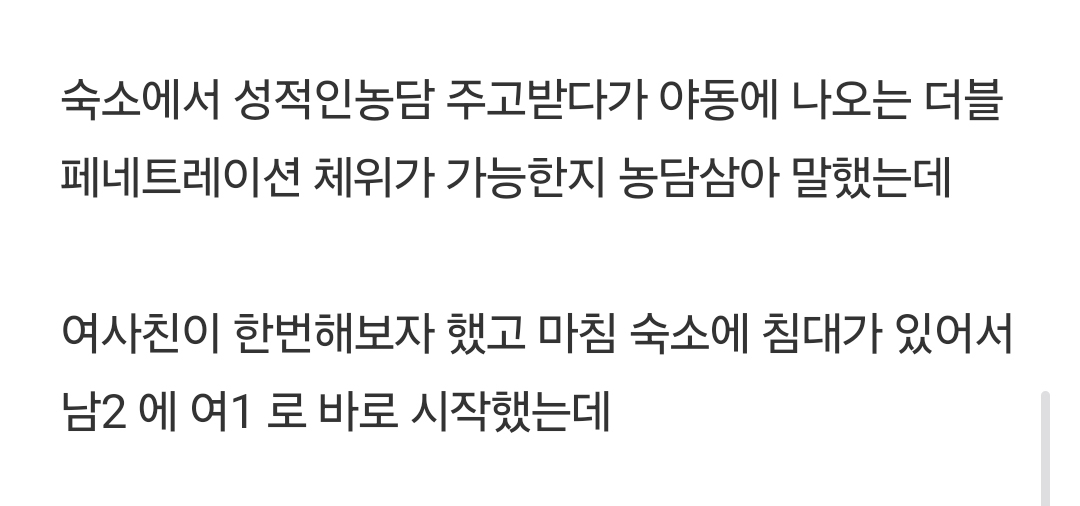 숙소에서 성적인농담 주고받다가 야동에 나오는 더블
페네트레이션 체위가 가능한지 농담삼아 말했는데
여사친이 한번해보자 했고 마침 숙소에 침대가 있어서
남2 에 여1 로 바로 시작했는데